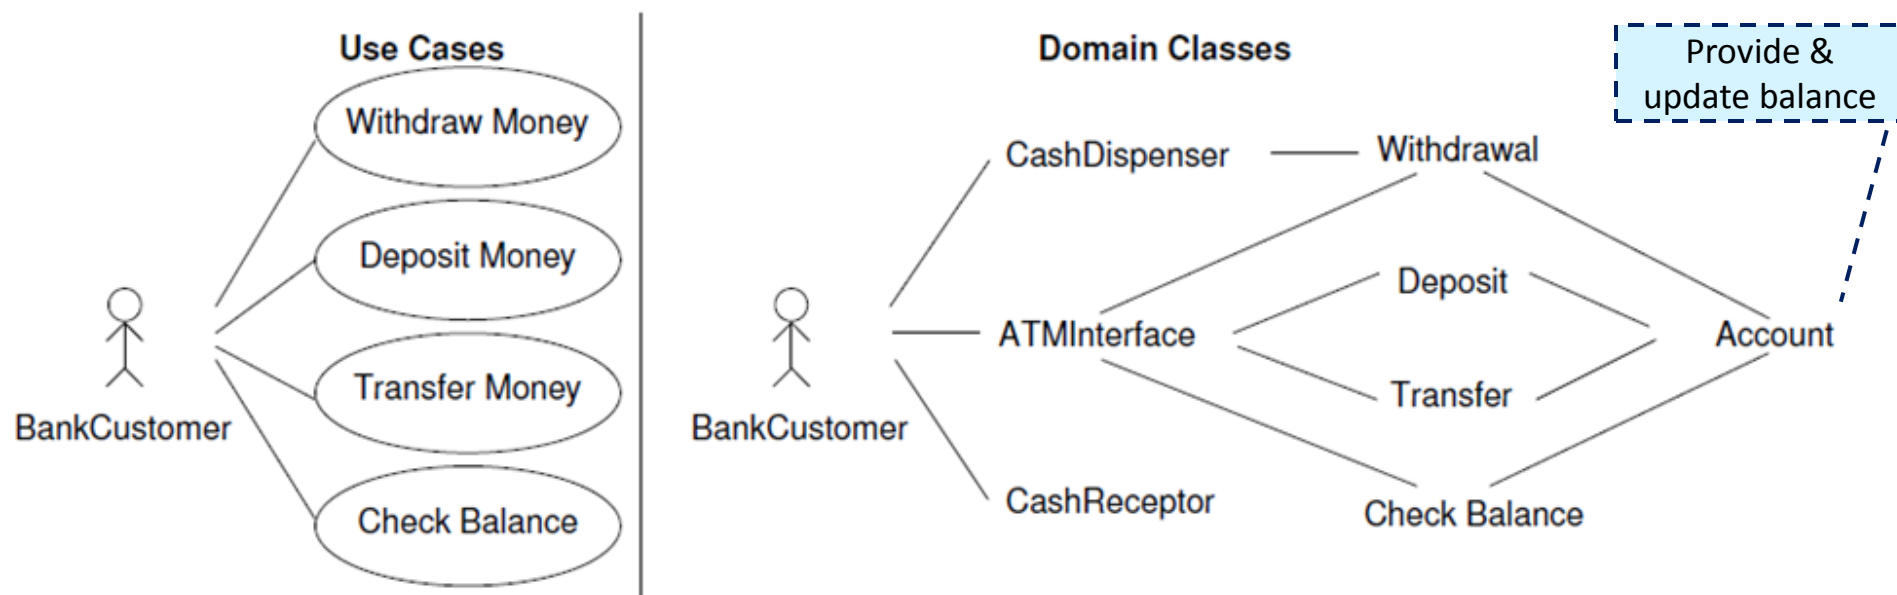 Use Cases
Withdraw Money
Deposit Money
Transfer Money
Check Balance
BankCustomer
Domain Classes
Provide &
update balance
CashDispenser
Withdrawal
Deposit
ATMInterface
Account
Transfer
BankCustomer
CashReceptor
Check Balance